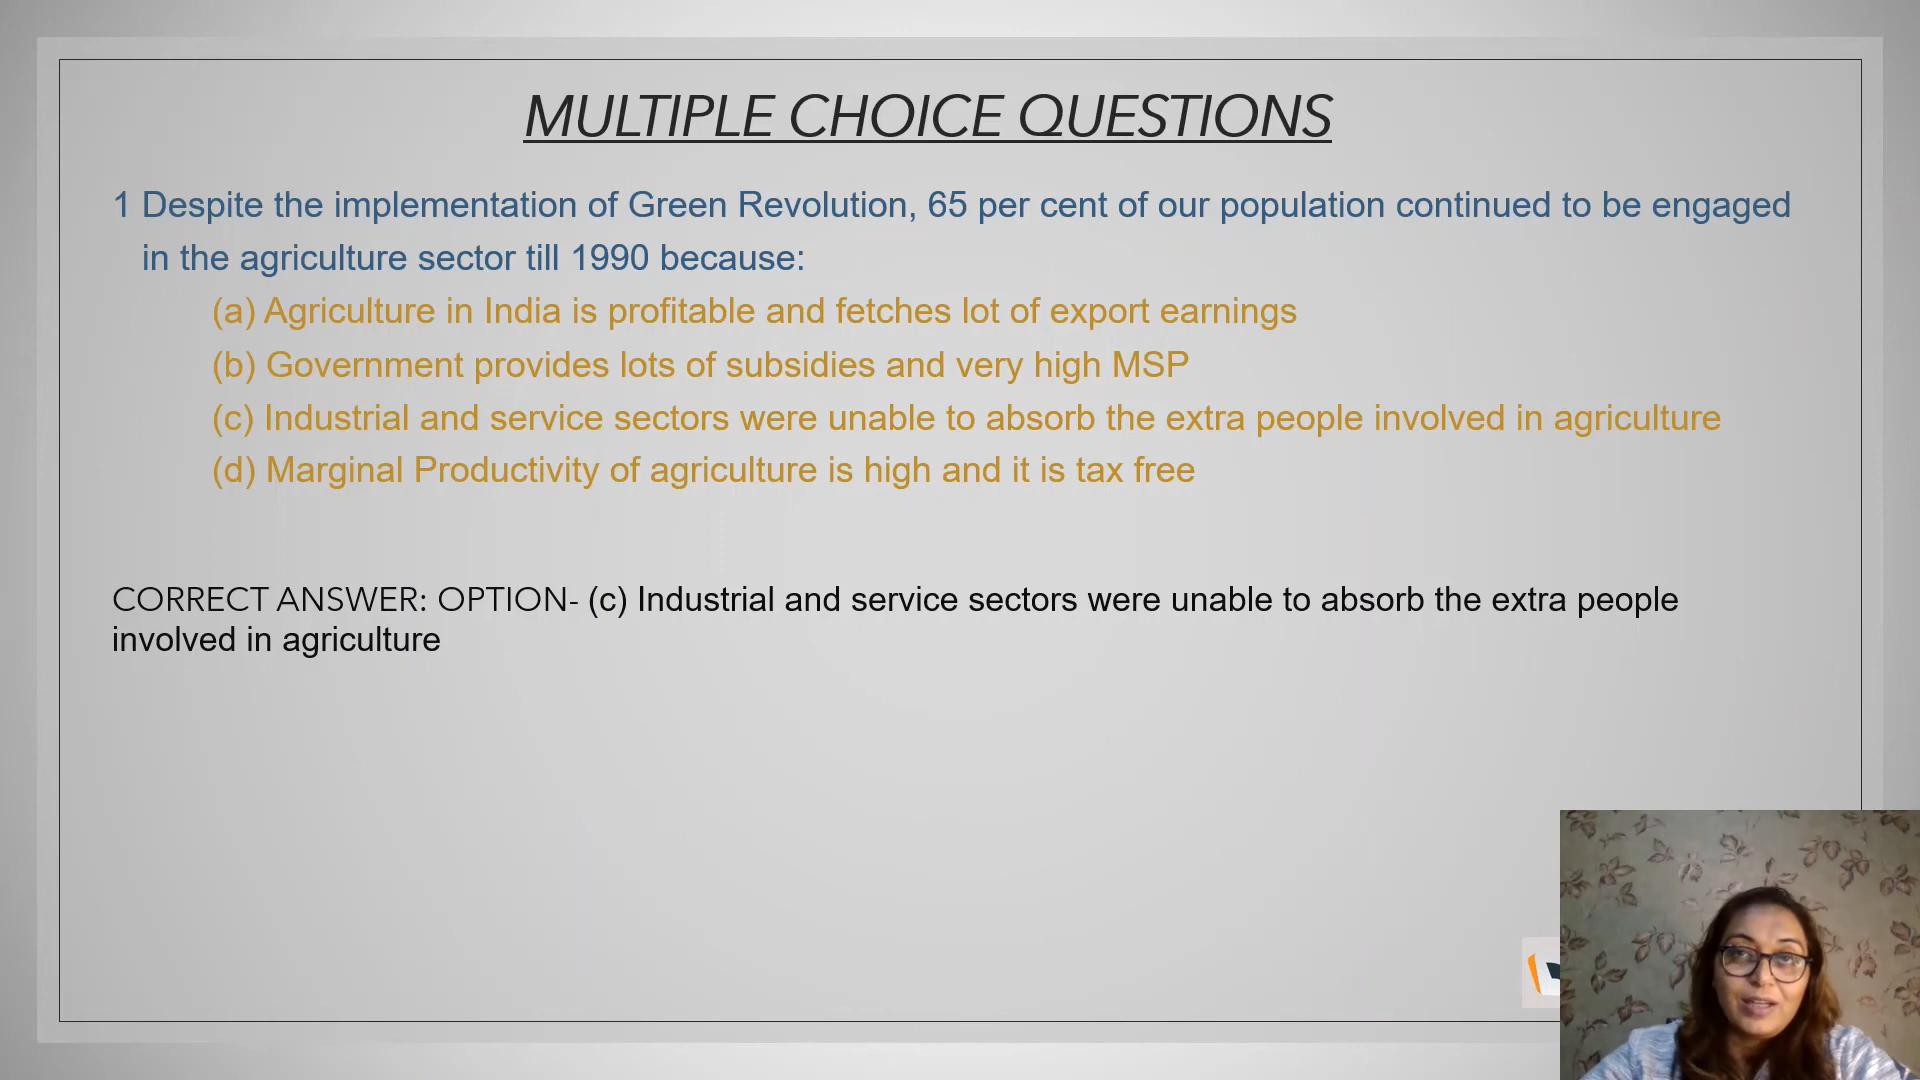 MULTIPLE CHOICE QUESTIONS
1 Despite the implementation of Green Revolution, 65 per cent of our population continued to be engaged
in the agriculture sector till 1990 because:
(a) Agriculture in India is profitable and fetches lot of export earnings
(b) Government provides lots of subsidies and very high MSP
(c) Industrial and service sectors were unable to absorb the extra people involved in agriculture
(d) Marginal Productivity of agriculture is high and it is tax free
CORRECT ANSWER: OPTION- (c) Industrial and service sectors were unable to absorb the extra people
involved in agriculture